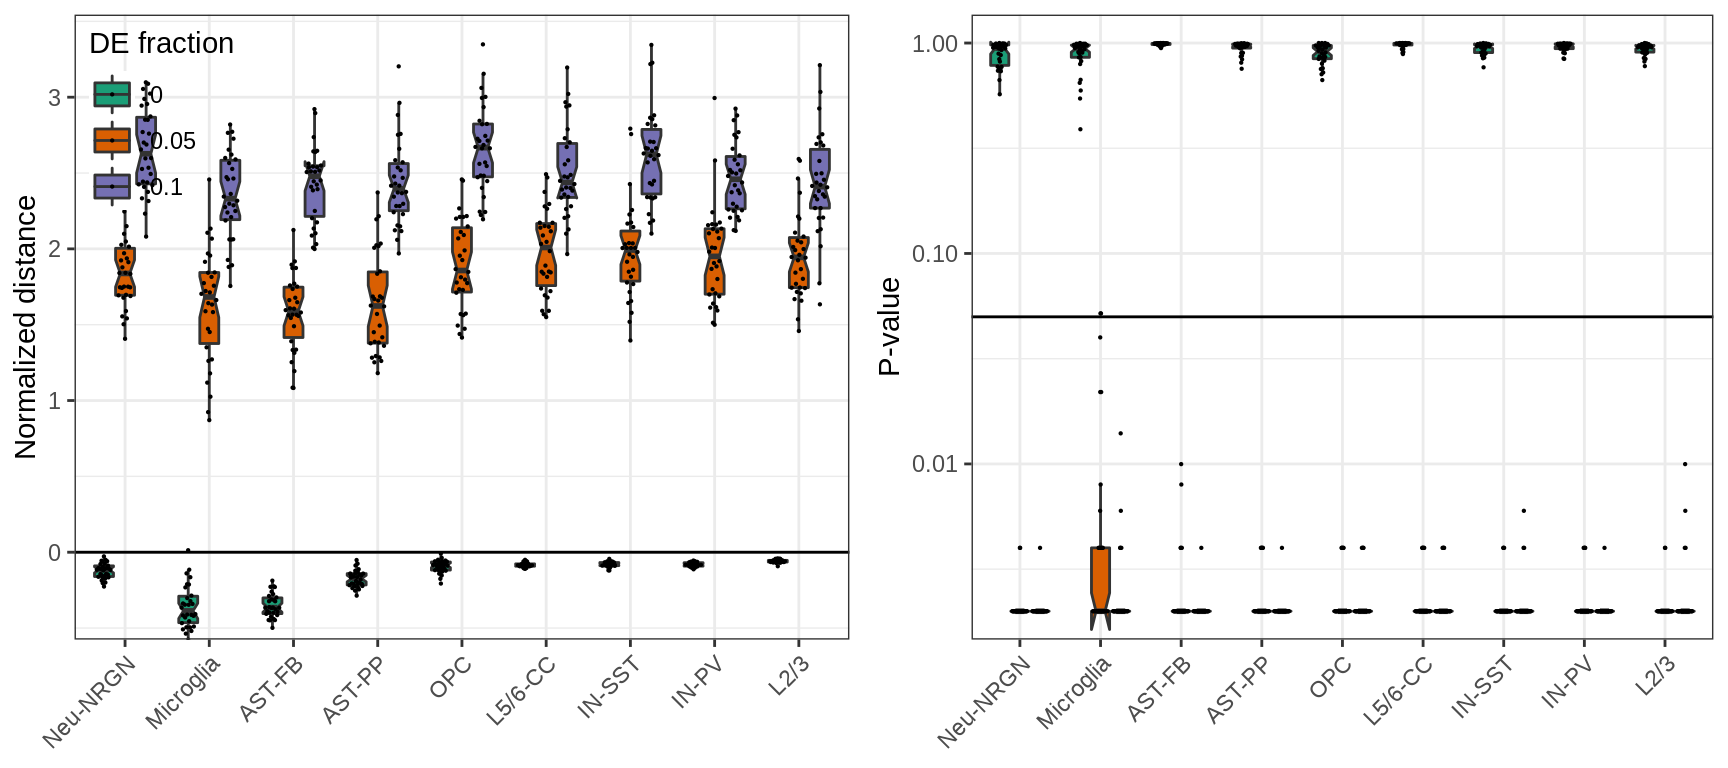 DE fraction
0
0.05
0.1
Normalized distance
3
2
1
0
Neu-NRGN
Microglia
AST-FB
AST-PP
OPC
L5/6-CC
IN-SST
IN-PV
L2/3
P-value
1.00
0.10
0.01
Neu-NRGN
Microglia
AST-FB
AST-PP
OPC
L5/6-CC
IN-SST
IN-PV
L2/3